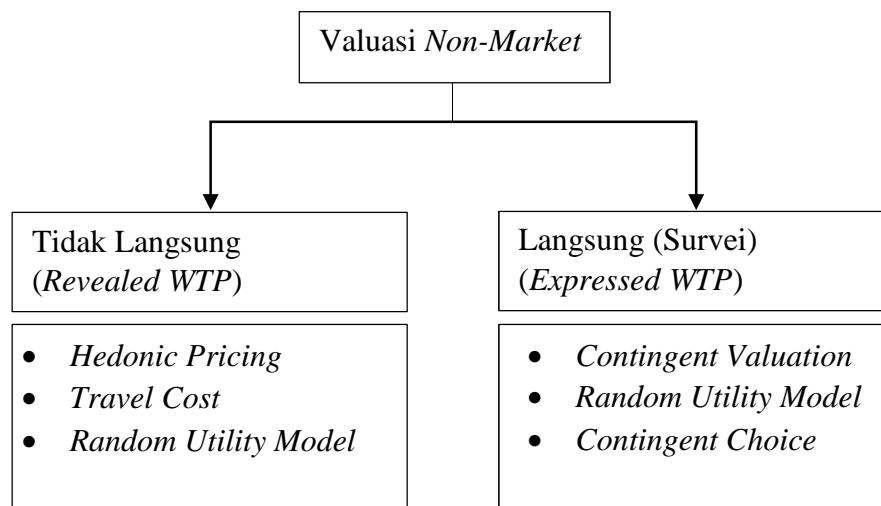 Valuasi Non-Market
Tidak Langsung
(Revealed WTP)
• Hedonic Pricing
• Travel Cost
• Random Utility Model
Langsung (Survei)
(Expressed WTP)
• Contingent Valuation
• Random Utility Model
• Contingent Choice